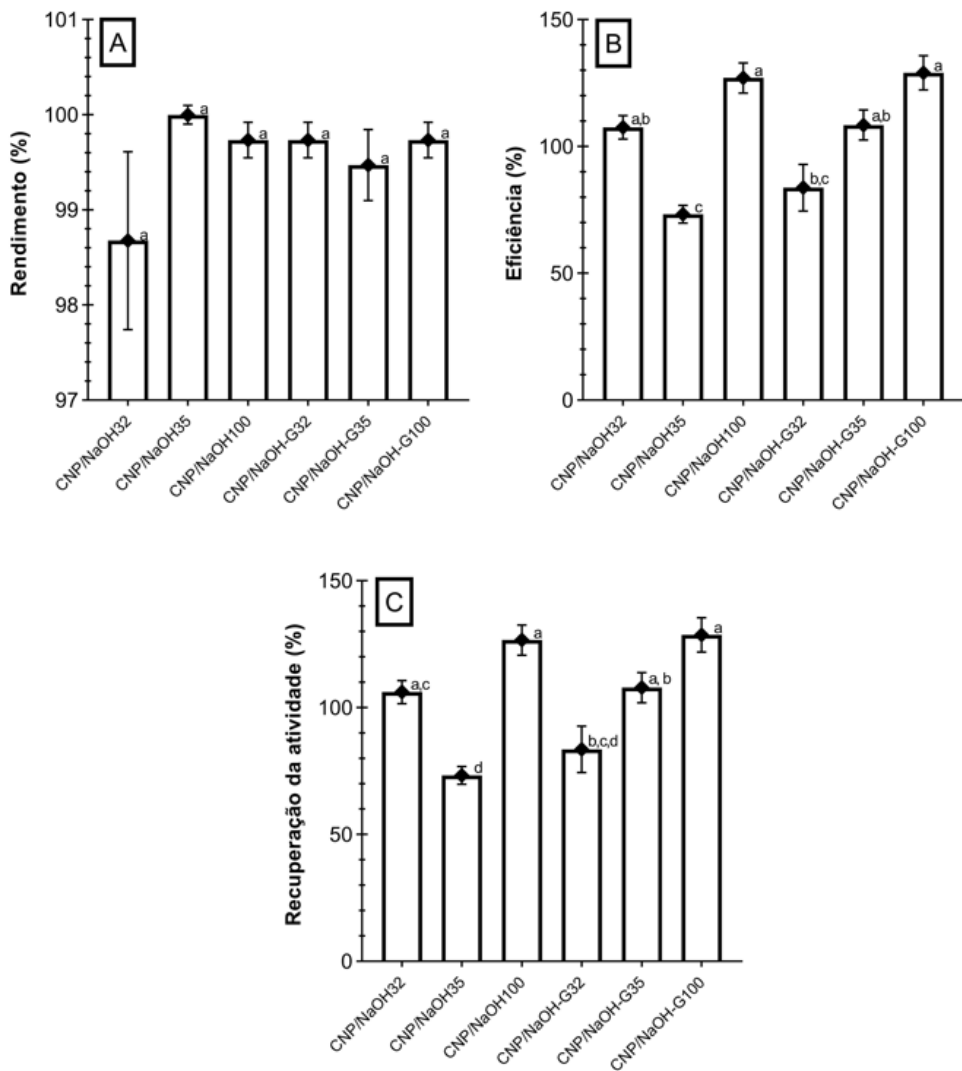 A
Rendimento (%)
101
100
99
98
97
a
a
a
a
a
a
CNP/NaOH32
CNP/NaOH35
CNP/NaOH100
CNP/NaOH-G32
CNP/NaOH-G35
CNP/NaOH-G100
B
Eficiência (%)
150
100
50
0
a,b
c
a
b,c
a,b
a
CNP/NaOH32
CNP/NaOH35
CNP/NaOH100
CNP/NaOH-G32
CNP/NaOH-G35
CNP/NaOH-G100
C
Recuperação da atividade (%)
150
100
50
0
a,c
d
a
b,c,d
a, b
a
CNP/NaOH32
CNP/NaOH35
CNP/NaOH100
CNP/NaOH-G32
CNP/NaOH-G35
CNP/NaOH-G100